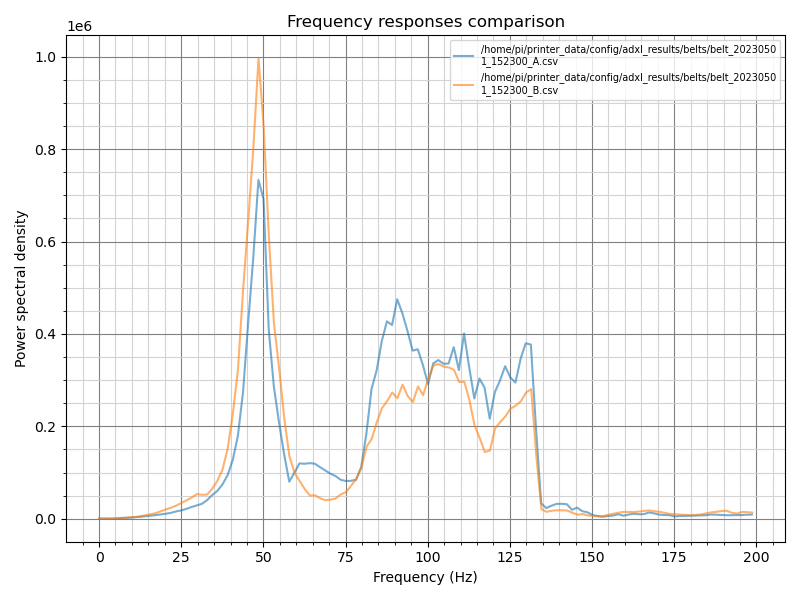 Frequency responses comparison
1e6
/home/pi/printer_data/config/adxl_results/belts/belt_2023050
1_152300_A.csv
/home/pi/printer_data/config/adxl_results/belts/belt_2023050
1_152300_B.csv
1.0
0.8
0.6
0.4
0.2
0.0
Power spectral density
0 25 50 75 100 125 150 175 200
Frequency (Hz)